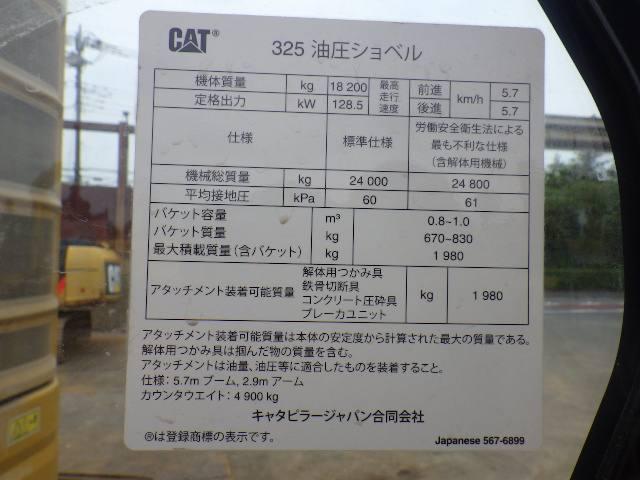 CAT® 325 油圧ショベル
機体質量 kg 18 200 最高走行速度 前進 km/h 5.7
定格出力 kW 128.5 後進 5.7
仕様 標準仕様 労働安全衛生法による最も不利な仕様(含解体用機械)
機械総質量 kg 24 000 24 800
平均接地圧 kPa 60 61
バケット容量 m³ 0.8~1.0
バケット質量 kg 670~830
最大積載質量(含バケット) kg 1 980
アタッチメント装着可能質量 解体用つかみ具 鉄骨切断具 コンクリート圧砕具 ブレーカユニット kg 1 980
アタッチメント装着可能質量は本体の安定度から計算された最大の質量である。
解体用つかみ具は掴んだ物の質量を含む。
アタッチメントは油量、油圧等に適合したものを装着すること。
仕様: 5.7m ブーム, 2.9m アーム
カウンタウエイト: 4 900 kg
キャタピラージャパン合同会社
®は登録商標の表示です。 Japanese 567-6899